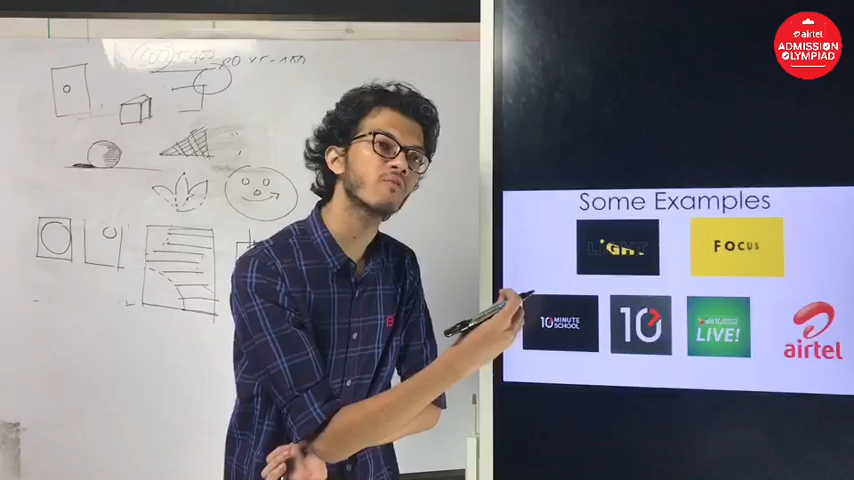 airtel
ADMISSION
OLYMPIAD
Some Examples
LIGHT
FOCUS
10 MINUTE
SCHOOL
10
LIVE!
airtel